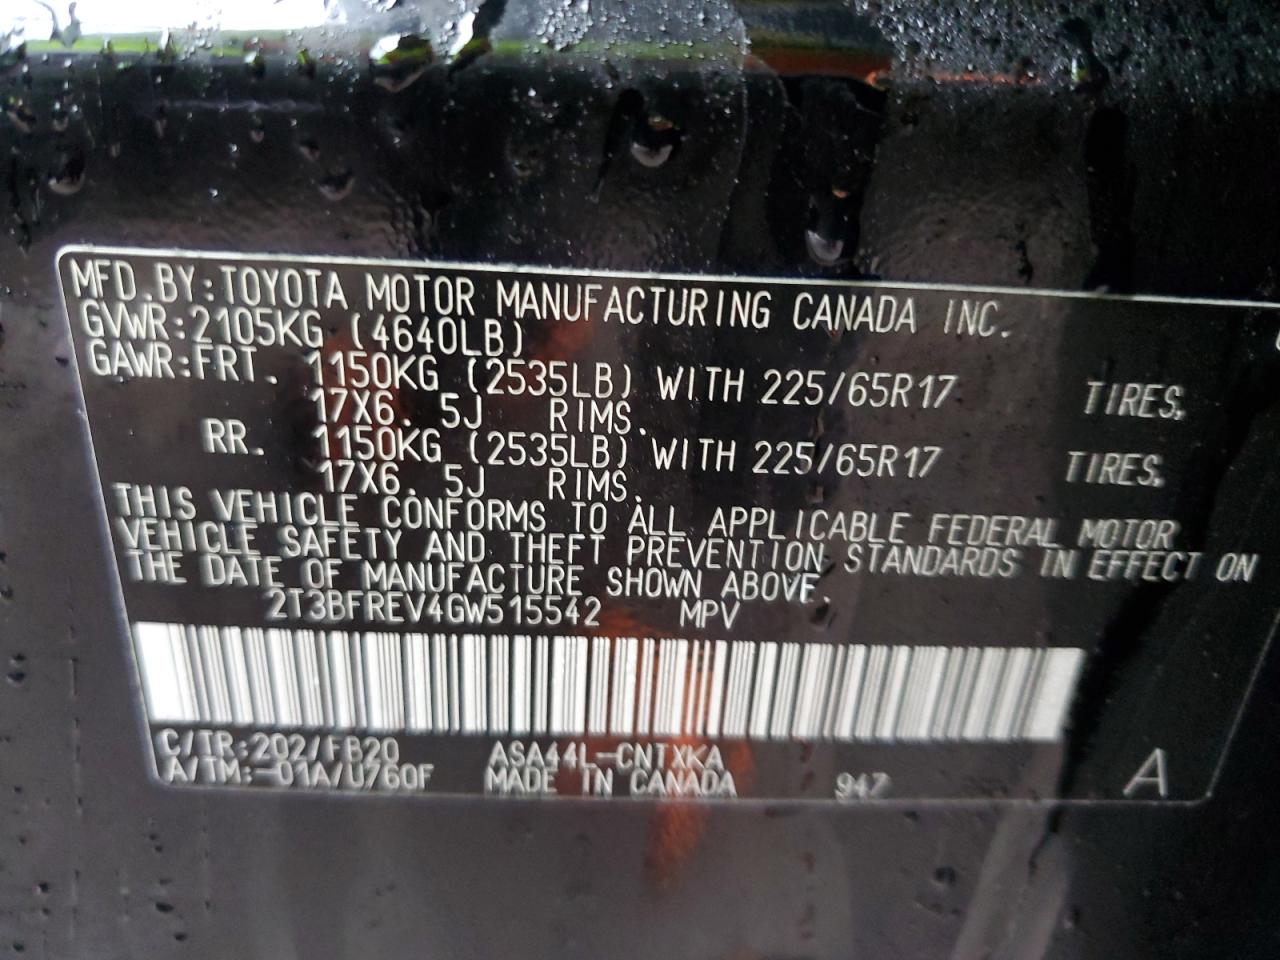 MFD.BY:TOYOTA MOTOR MANUFACTURING CANADA INC.
GVWR:2105KG (4640LB)
GAWR:FRT. 1150KG (2535LB) WITH 225/65R17 TIRES,
17X6.5J RIMS.
RR. 1150KG (2535LB) WITH 225/65R17 TIRES,
17X6.5J RIMS.
THIS VEHICLE CONFORMS TO ALL APPLICABLE FEDERAL MOTOR
VEHICLE SAFETY AND THEFT PREVENTION STANDARDS IN EFFECT ON
THE DATE OF MANUFACTURE SHOWN ABOVE.
2T3BFREV4GW515542 MPV
C/TR:202/FB20 ASA44L-CNTXKA
A/TM:-01A/U760F MADE IN CANADA 947 A